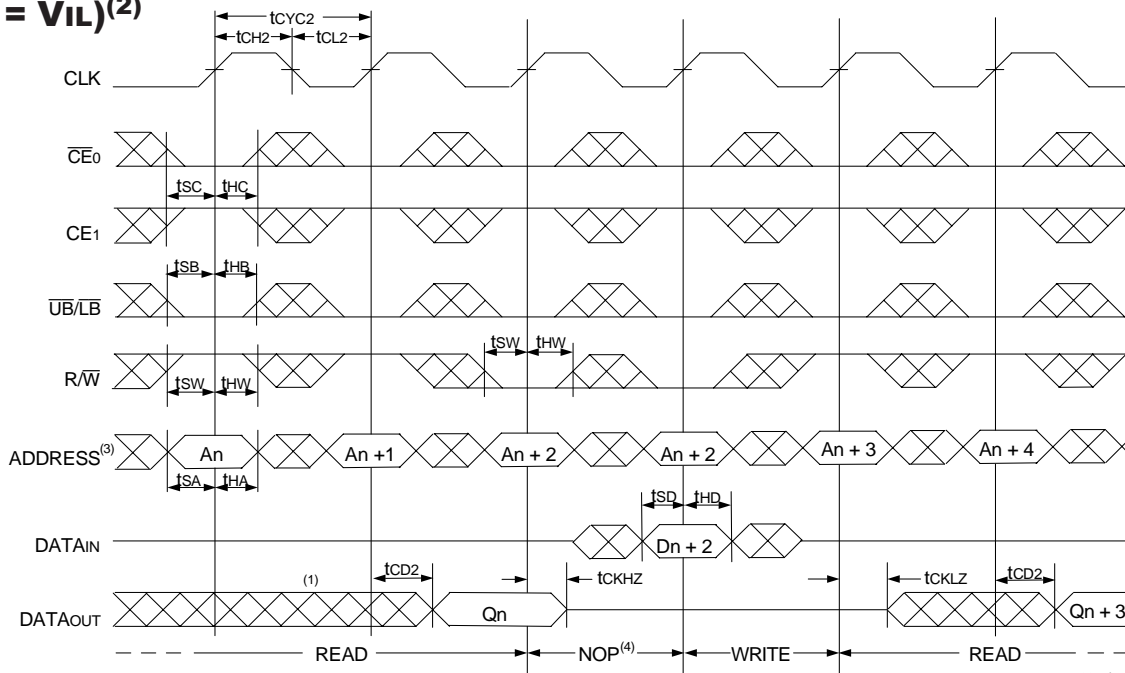 = VIL)(2)
tCYC2
tCH2 tCL2
CLK
CE0
tSC tHC
CE1
tSB tHB
UB/LB
tSW tHW
R/W
tSW tHW
ADDRESS(3) An An +1 An + 2 An + 2 An + 3 An + 4
tSA tHA
tSD tHD
DATAIN Dn + 2
(1) tCD2 tCKHZ tCKLZ tCD2
DATAOUT Qn Qn + 3
READ NOP(4) WRITE READ